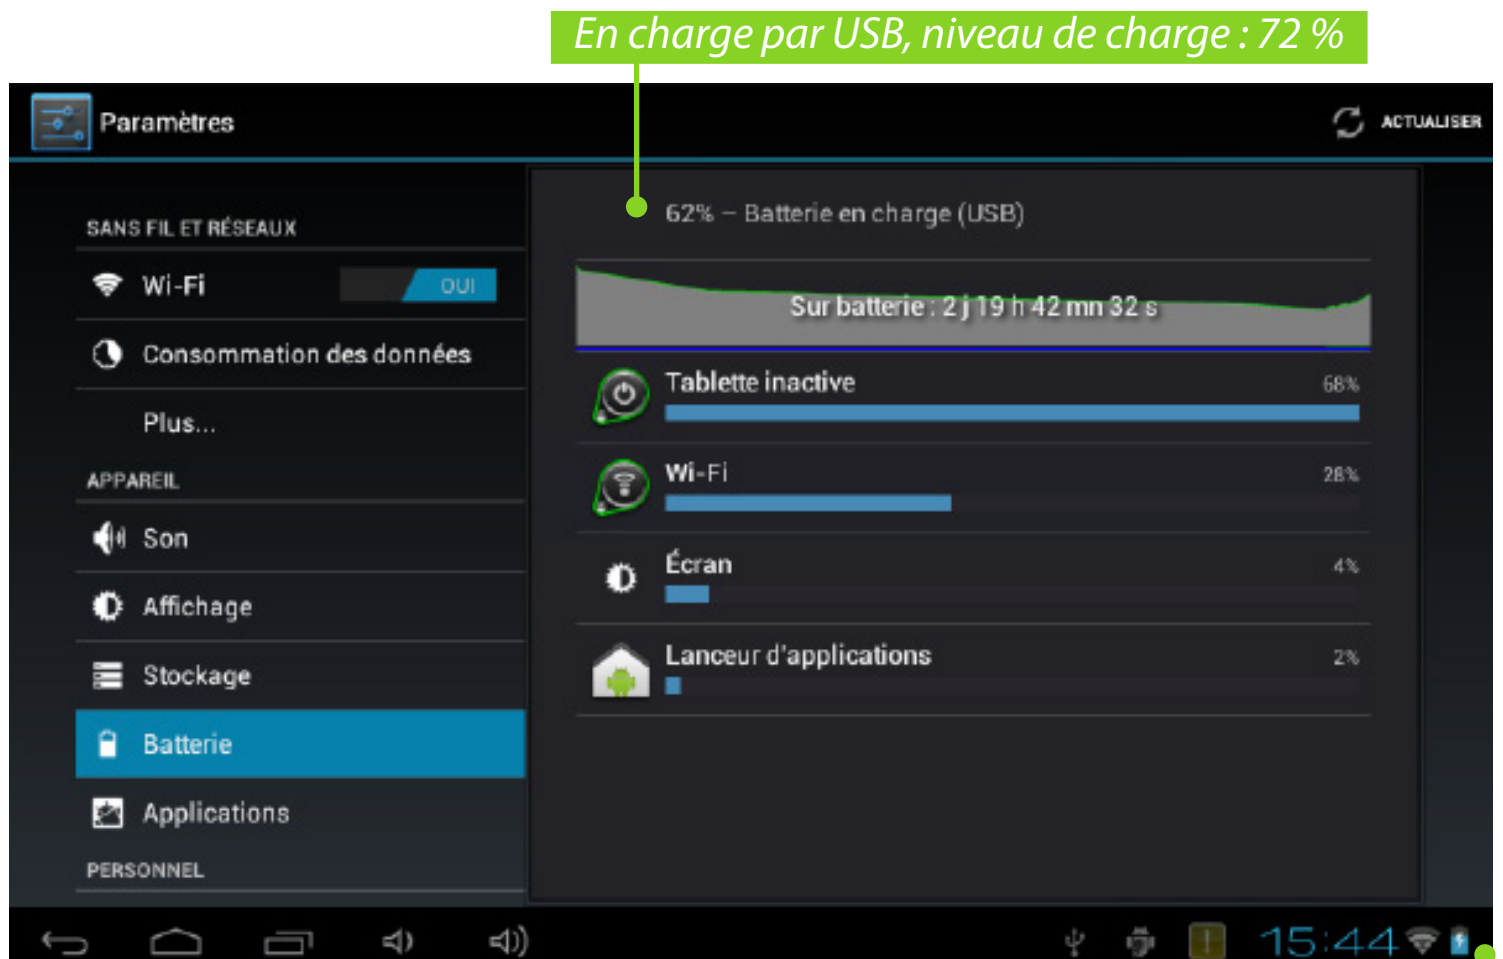 En charge par USB, niveau de charge : 72 %
Paramètres
ACTUALISER
SANS FIL ET RÉSEAUX
Wi-Fi
OUI
Consommation des données
Plus...
APPAREIL
Son
Affichage
Stockage
Batterie
Applications
PERSONNEL
62% – Batterie en charge (USB)
Sur batterie : 2 j 19 h 42 mn 32 s
Tablette inactive 68%
Wi-Fi 28%
Écran 4%
Lanceur d'applications 2%
15:44